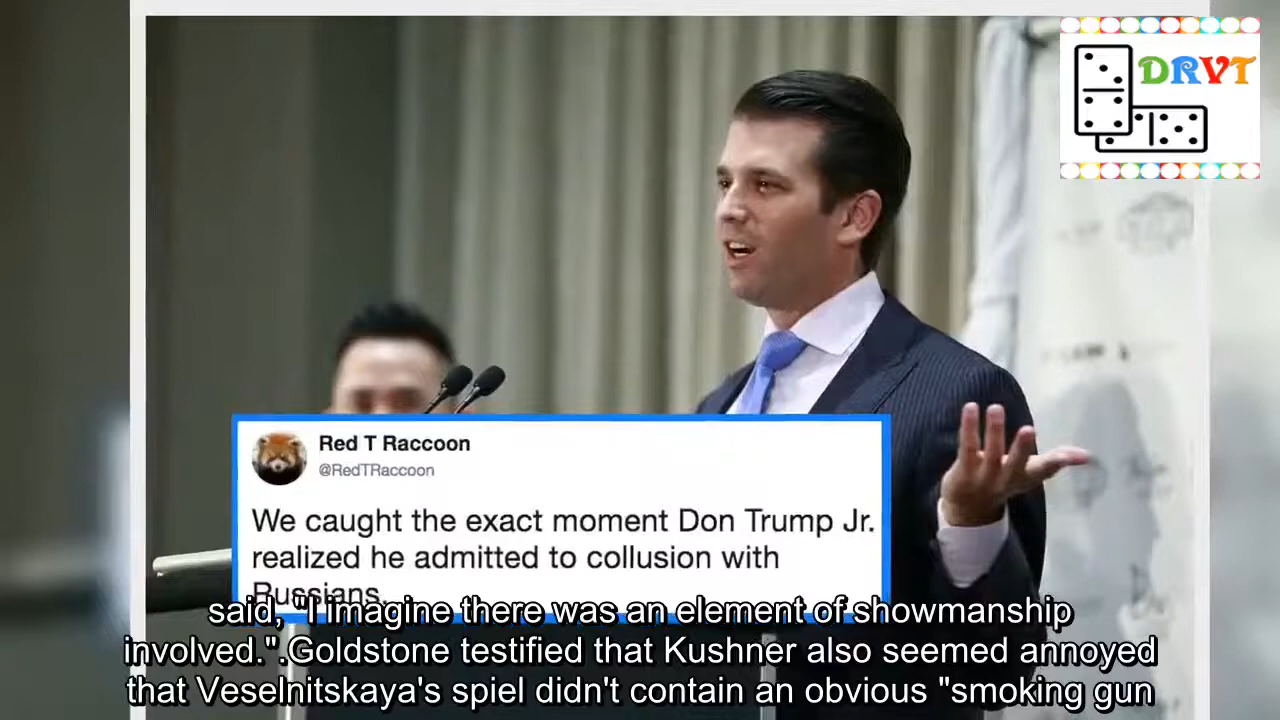 DRVT
Red T Raccoon
@RedTRaccoon
We caught the exact moment Don Trump Jr.
realized he admitted to collusion with
Russians.
said, "I imagine there was an element of showmanship
involved.".Goldstone testified that Kushner also seemed annoyed
that Veselnitskaya's spiel didn't contain an obvious "smoking gun